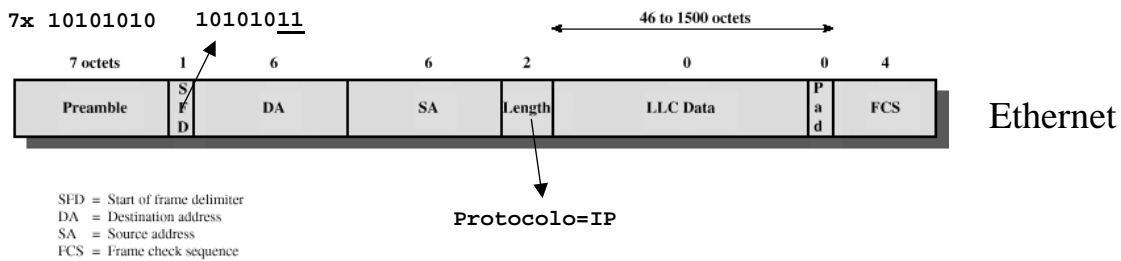 7x 10101010 10101011
46 to 1500 octets
7 octets 1 6 6 2 0 0 4
Preamble SFD DA SA Length LLC Data Pad FCS
Ethernet
SFD = Start of frame delimiter
DA = Destination address
SA = Source address
FCS = Frame check sequence
Protocolo=IP